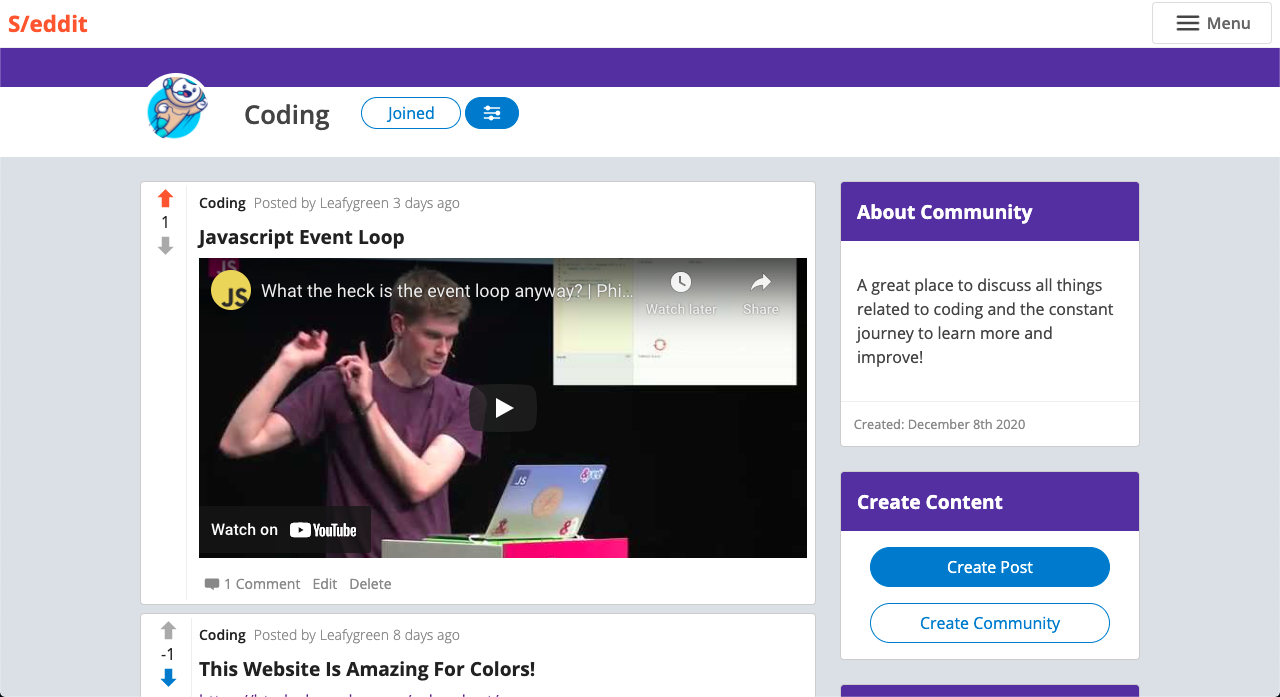 S/eddit
Menu
Coding
Joined
1
Coding Posted by Leafygreen 3 days ago
Javascript Event Loop
JS
JS
What the heck is the event loop anyway? | Phi...
Watch later
Share
JS
Watch on YouTube
1 Comment Edit Delete
-1
Coding Posted by Leafygreen 8 days ago
This Website Is Amazing For Colors!
About Community
A great place to discuss all things
related to coding and the constant
journey to learn more and
improve!
Created: December 8th 2020
Create Content
Create Post
Create Community